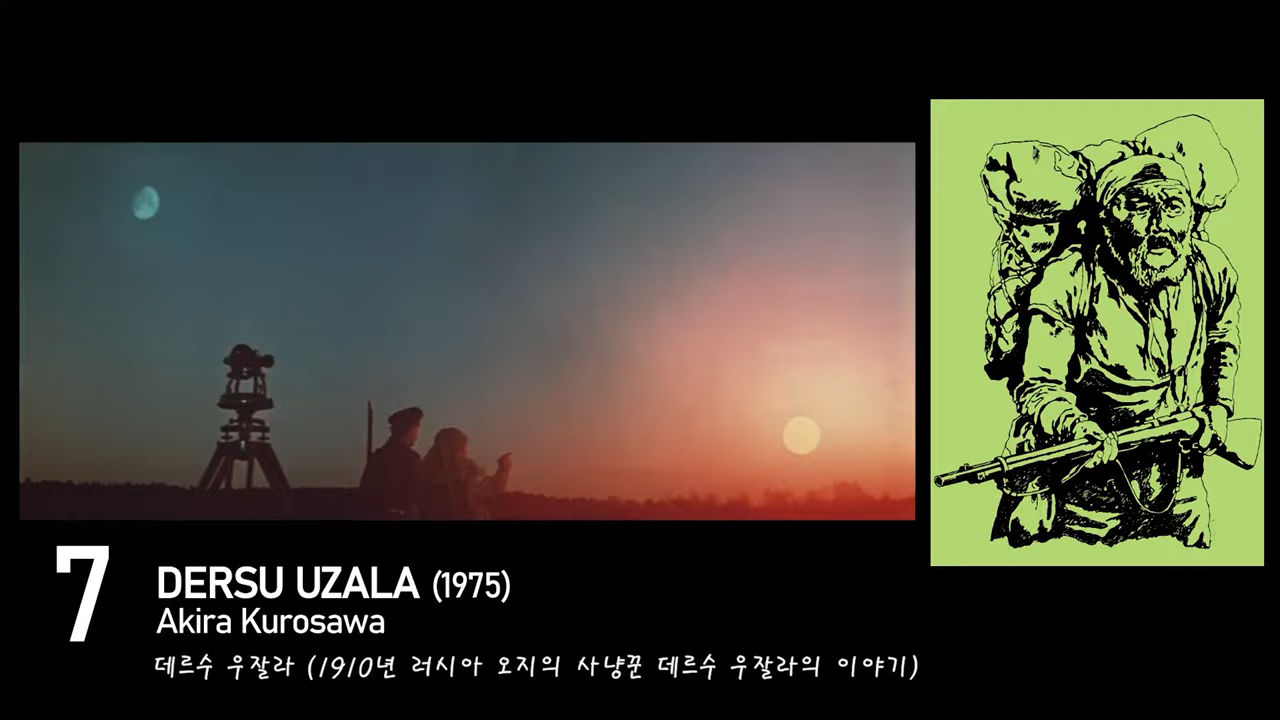 7
DERSU UZALA (1975)
Akira Kurosawa
데르수 우잘라 (1910년 러시아 오지의 사냥꾼 데르수 우잘라의 이야기)